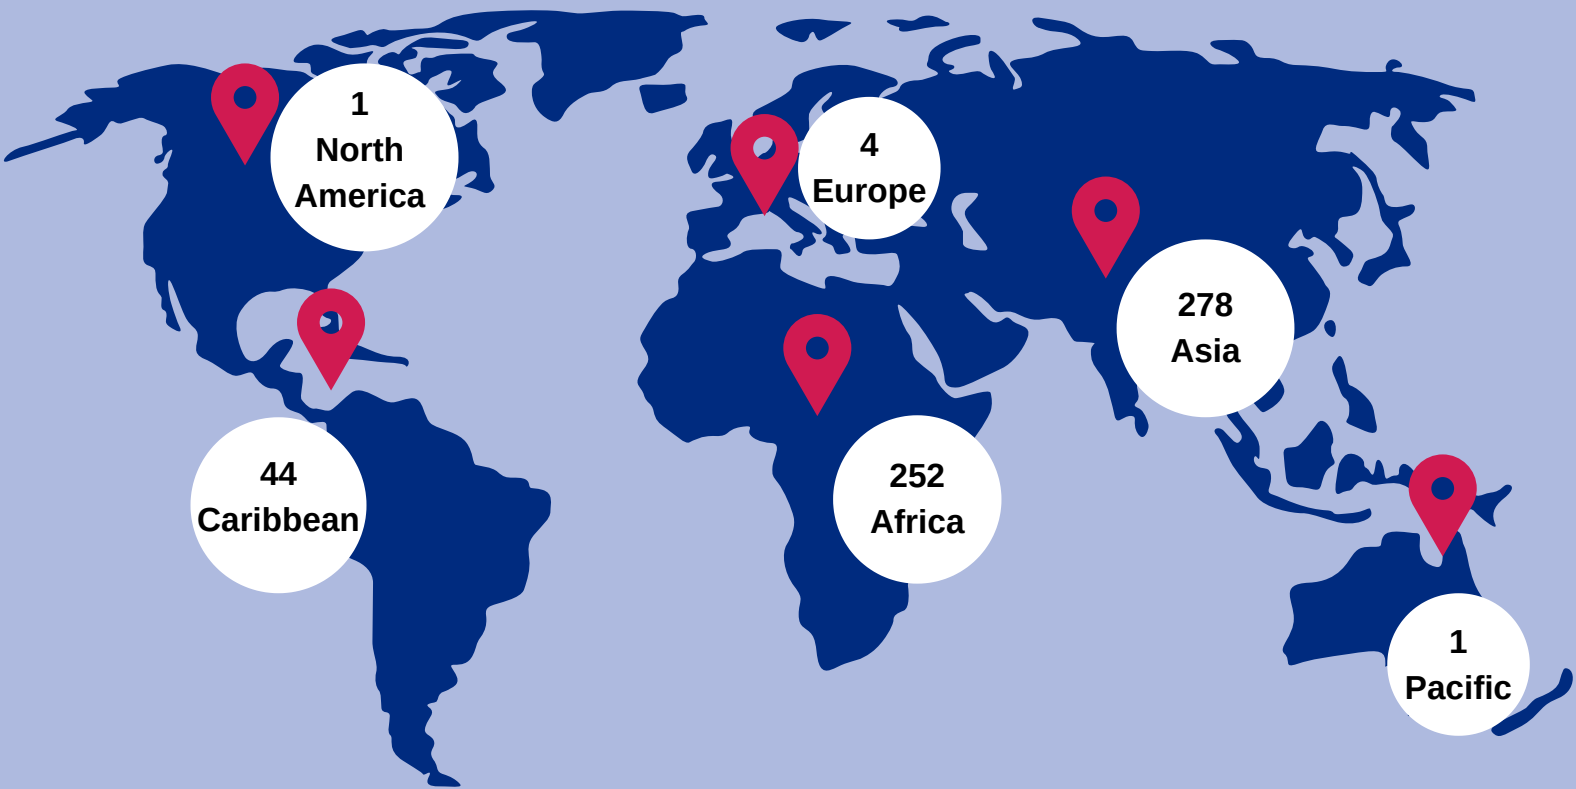 1
North
America
4
Europe
278
Asia
44
Caribbean
252
Africa
1
Pacific